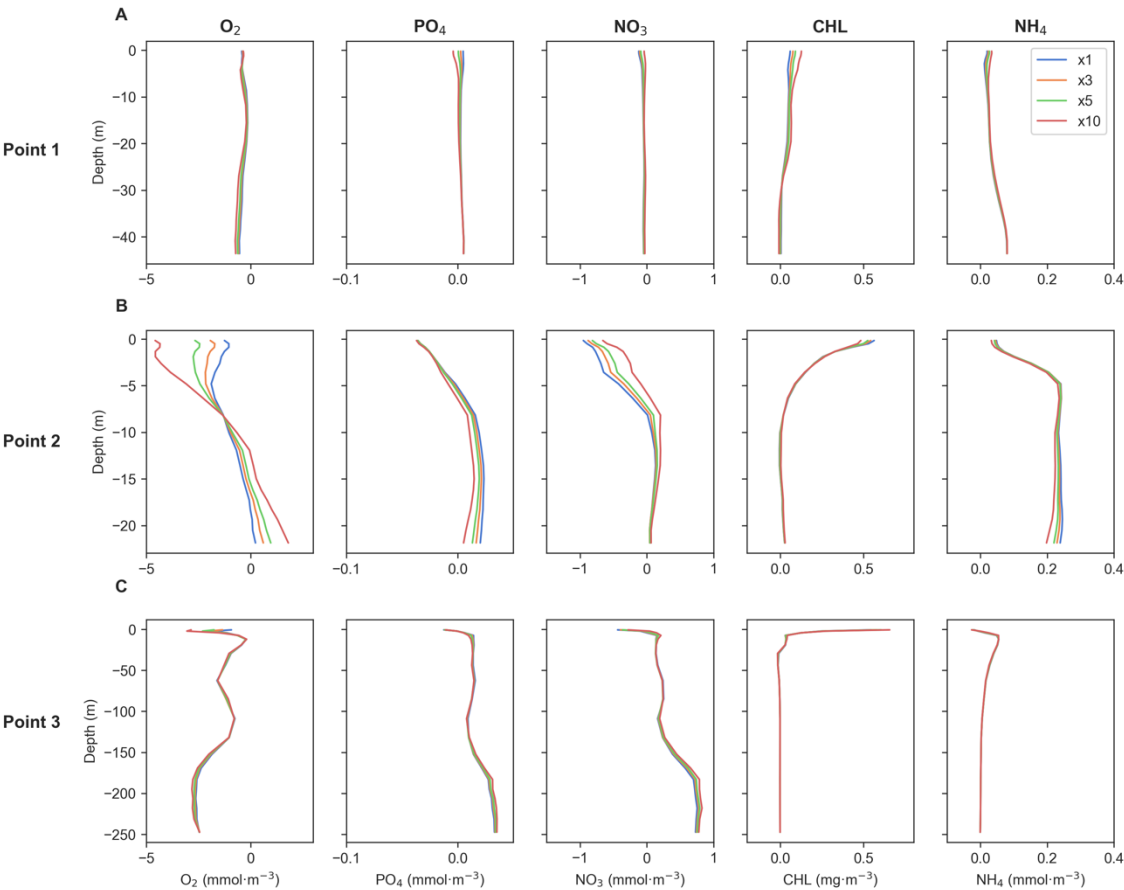 A
O₂ PO₄ NO₃ CHL NH₄
Point 1
Depth (m)
0
−10
−20
−30
−40
−5 0
−0.1 0.0
−1 0 1
0.0 0.5
0.0 0.2 0.4
x1
x3
x5
x10
B
Point 2
Depth (m)
0
−5
−10
−15
−20
−5 0
−0.1 0.0
−1 0 1
0.0 0.5
0.0 0.2 0.4
C
Point 3
Depth (m)
0
−50
−100
−150
−200
−250
−5 0
−0.1 0.0
−1 0 1
0.0 0.5
0.0 0.2 0.4
O₂ (mmol·m⁻³) PO₄ (mmol·m⁻³) NO₃ (mmol·m⁻³) CHL (mg·m⁻³) NH₄ (mmol·m⁻³)